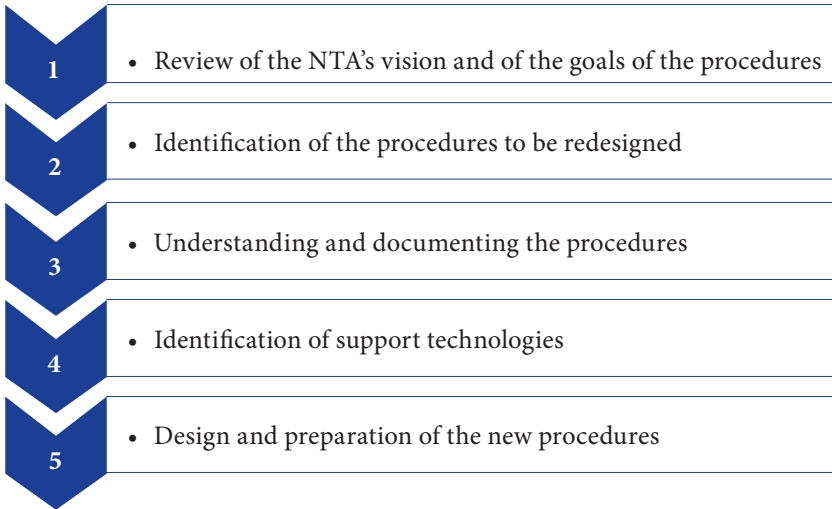 1
• Review of the NTA’s vision and of the goals of the procedures
2
• Identification of the procedures to be redesigned
3
• Understanding and documenting the procedures
4
• Identification of support technologies
5
• Design and preparation of the new procedures